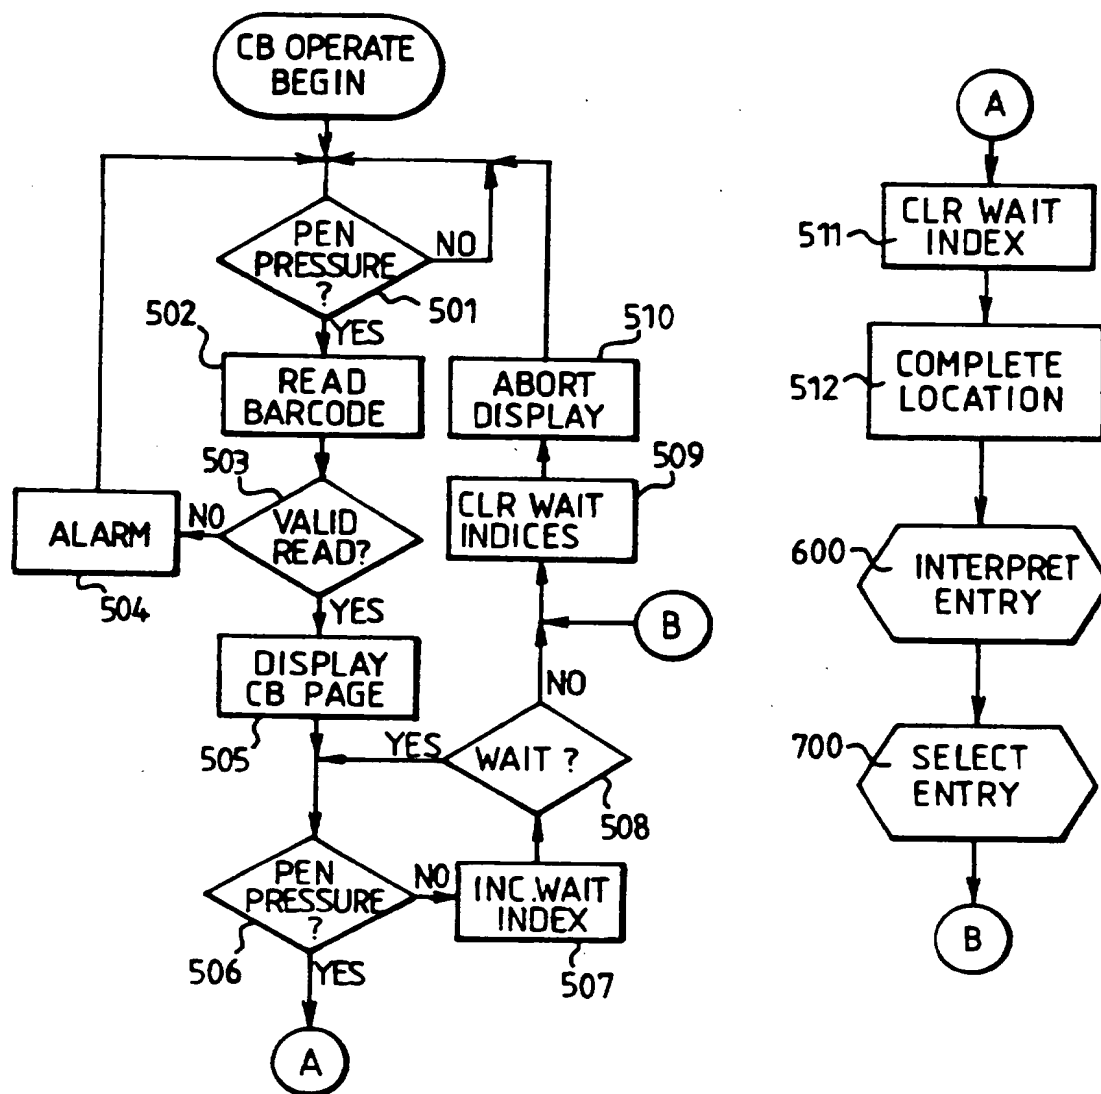 CB OPERATE
BEGIN
PEN
PRESSURE
?
NO
501
YES
502
READ
BARCODE
503
VALID
READ?
NO
ALARM
504
YES
DISPLAY
CB PAGE
505
PEN
PRESSURE
?
506
NO
YES
A
INC.WAIT
INDEX
507
WAIT ?
508
YES
NO
B
CLR WAIT
INDICES
509
ABORT
DISPLAY
510
A
CLR WAIT
INDEX
511
COMPLETE
LOCATION
512
INTERPRET
ENTRY
600
SELECT
ENTRY
700
B